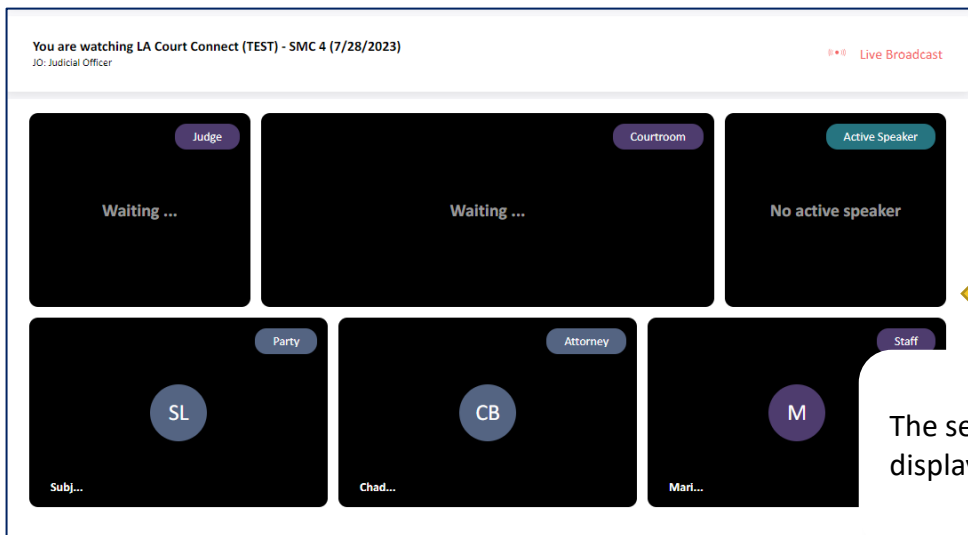 You are watching LA Court Connect (TEST) - SMC 4 (7/28/2023)
JO: Judicial Officer
Live Broadcast
Judge
Courtroom
Active Speaker
Waiting ...
Waiting ...
No active speaker
Party
Attorney
Staff
SL
CB
M
Subj...
Chad...
Mari...
The se
display